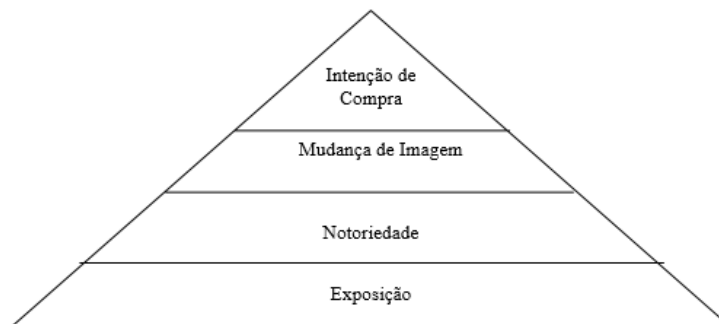 Intenção de
Compra
Mudança de Imagem
Notoriedade
Exposição